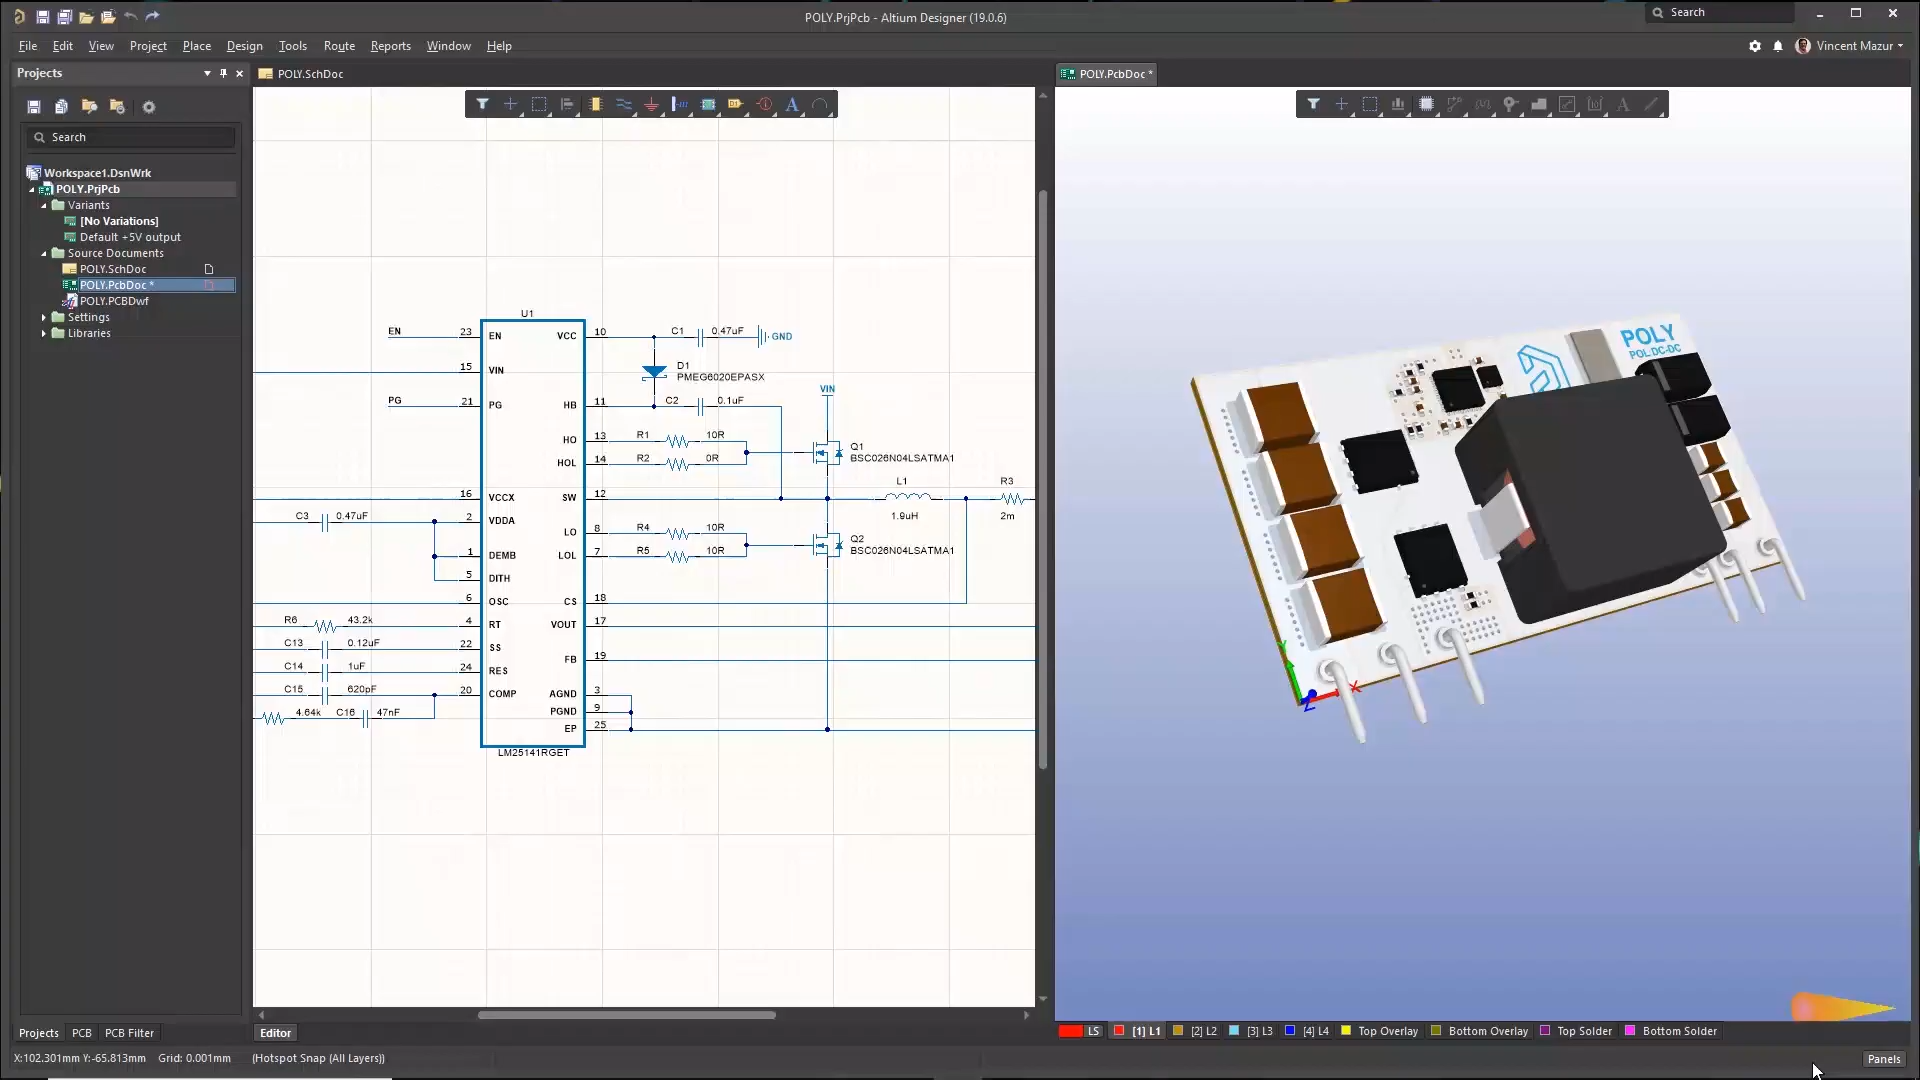 POLY.PrjPcb - Altium Designer (19.0.6)
Search
File Edit View Project Place Design Tools Route Reports Window Help
Vincent Mazur
Projects
POLY.SchDoc
POLY.PcbDoc *
Search
Workspace1.DsnWrk
POLY.PrjPcb
Variants
[No Variations]
Default +5V output
Source Documents
POLY.SchDoc
POLY.PcbDoc *
POLY.PCBDwf
Settings
Libraries
U1
EN 23 EN VCC 10 C1 0.47uF GND
15 VIN
D1
PMEG6020EPASX
VIN
PG 21 PG HB 11 C2 0.1uF
HO 13 R1 10R
Q1
BSC026N04LSATMA1
HOL 14 R2 0R
L1
R3
16 VCCX SW 12
1.9uH
2m
C3 0.47uF 2 VDDA
LO 8 R4 10R
Q2
BSC026N04LSATMA1
1 DEMB LOL 7 R5 10R
5 DITH
6 OSC CS 18
R6 43.2k 4 RT VOUT 17
C13 0.12uF 22 SS
FB 19
C14 1uF 24 RES
C15 620pF 20 COMP AGND 3
4.64k C16 47nF PGND 9
EP 25
LM25141RGET
POLY
POL DC-DC
Y
X
Z
Projects PCB PCB Filter
Editor
LS [1] L1 [2] L2 [3] L3 [4] L4 Top Overlay Bottom Overlay Top Solder Bottom Solder
X:102.301mm Y:-65.813mm Grid: 0.001mm (Hotspot Snap (All Layers))
Panels